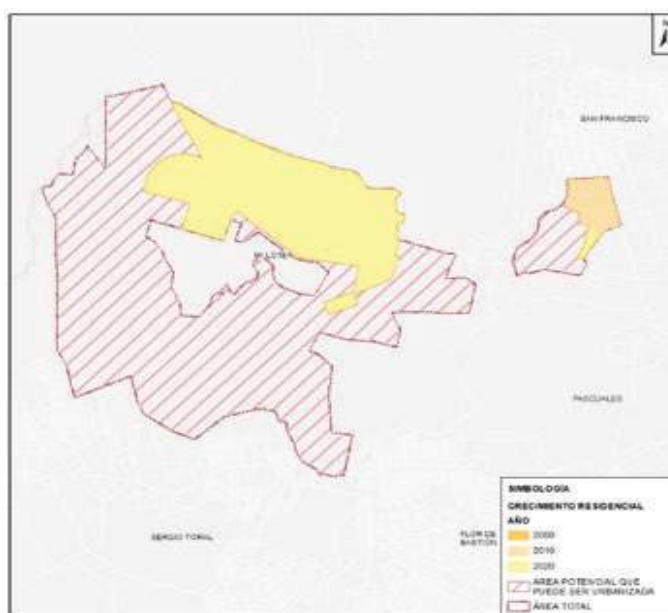 SAN FRANCISCO
PASCUALES
SERGIO TORAL
FLOR DE
BASTIÓN
SIMBOLOGÍA
CRECIMIENTO RESIDENCIAL
AÑO
2000
2010
2020
AREA POTENCIAL QUE
PUEDE SER URBANIZADA
ÁREA TOTAL